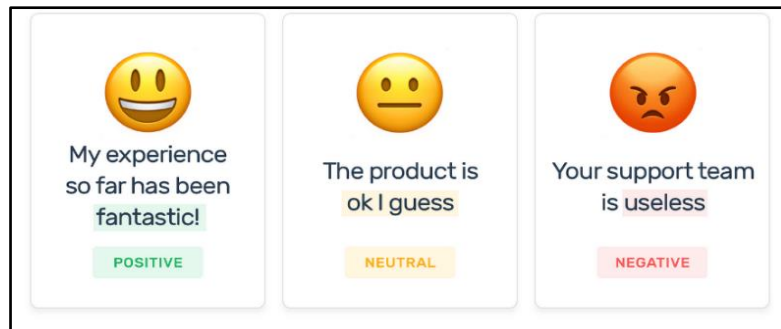 My experience
so far has been
fantastic!
POSITIVE
The product is
ok I guess
NEUTRAL
Your support team
is useless
NEGATIVE